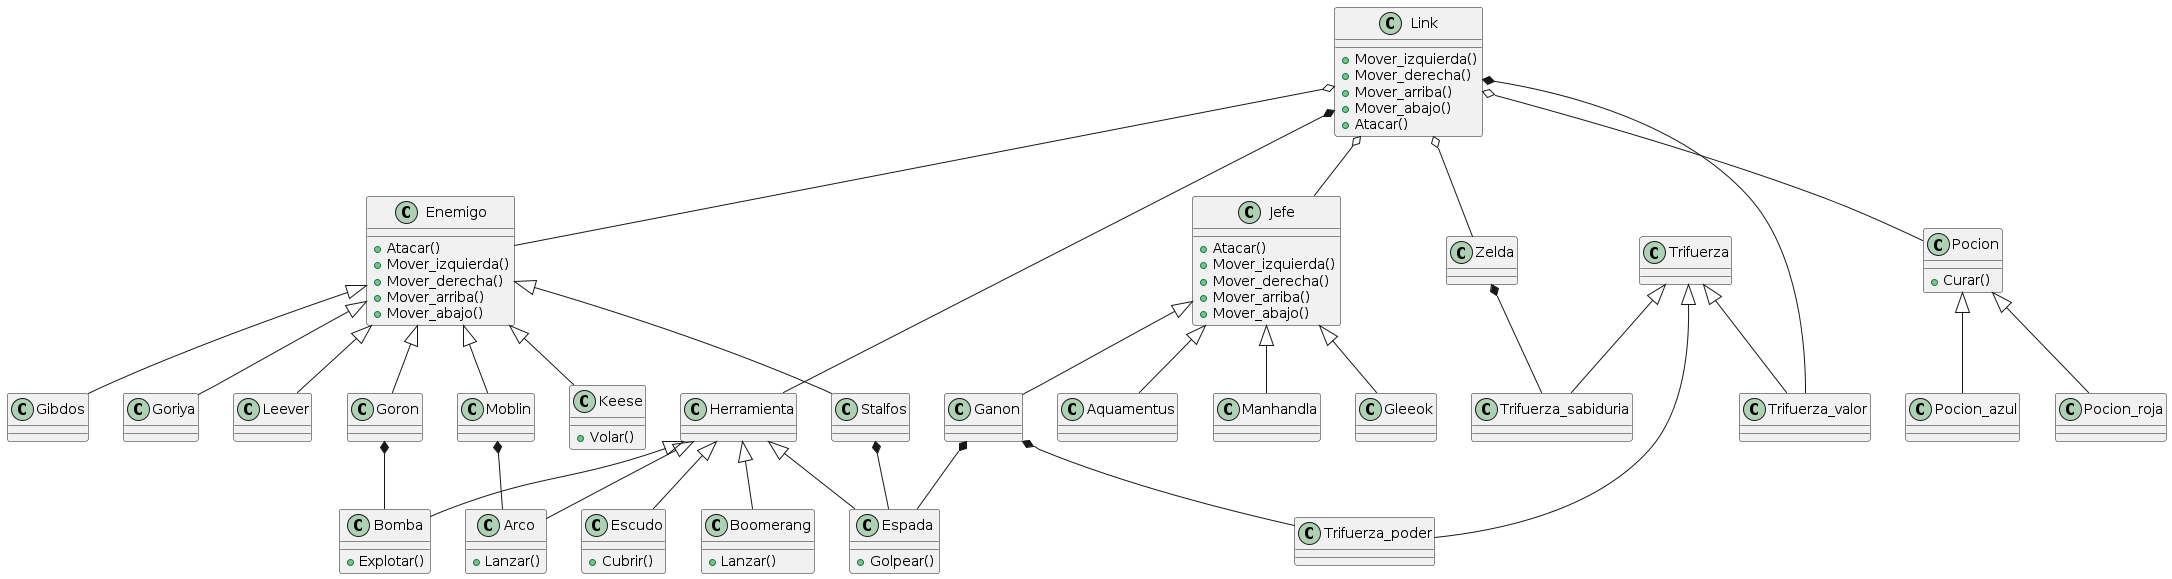 C Link
Mover_izquierda()
Mover_derecha()
Mover_arriba()
Mover_abajo()
Atacar()
C Enemigo
Atacar()
Mover_izquierda()
Mover_derecha()
Mover_arriba()
Mover_abajo()
C Jefe
Atacar()
Mover_izquierda()
Mover_derecha()
Mover_arriba()
Mover_abajo()
C Zelda
C Trifuerza
C Pocion
Curar()
C Gibdos
C Goriya
C Leever
C Goron
C Moblin
C Keese
Volar()
C Herramienta
C Stalfos
C Ganon
C Aquamentus
C Manhandla
C Gleeok
C Trifuerza_sabiduria
C Trifuerza_valor
C Pocion_azul
C Pocion_roja
C Bomba
Explotar()
C Arco
Lanzar()
C Escudo
Cubrir()
C Boomerang
Lanzar()
C Espada
Golpear()
C Trifuerza_poder